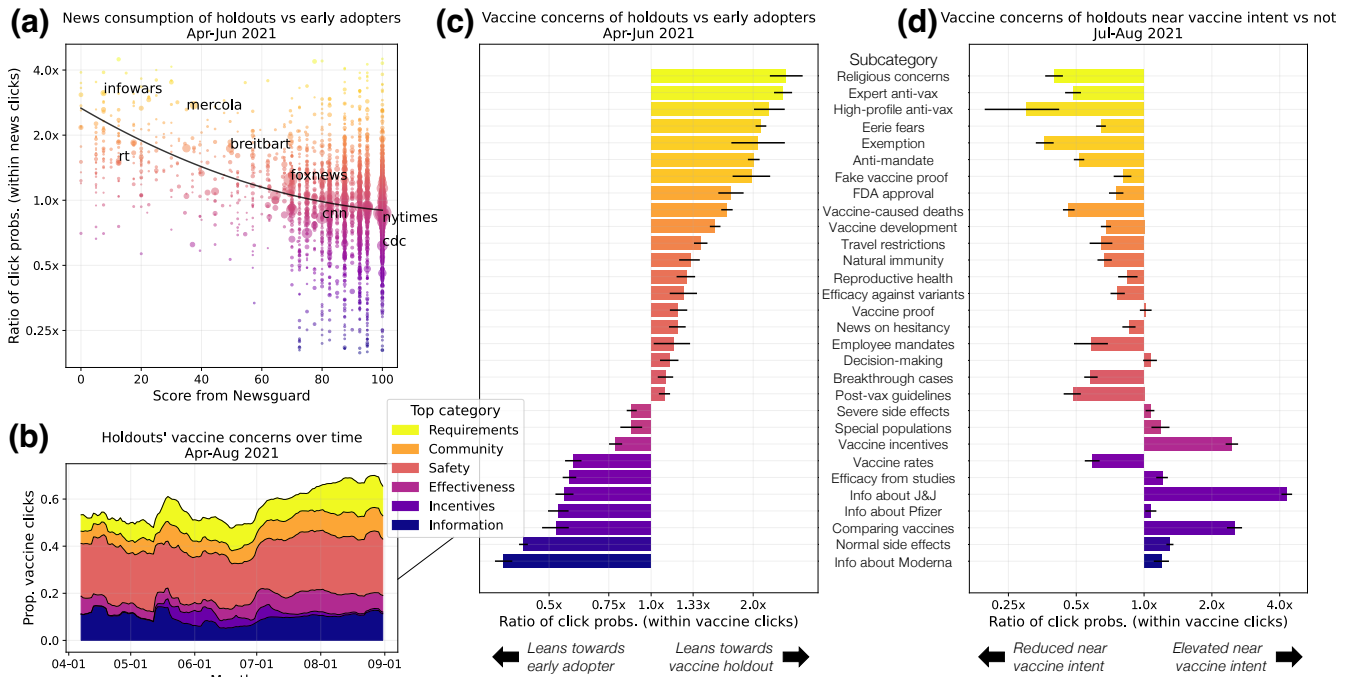 (a)
News consumption of holdouts vs early adopters
Apr-Jun 2021
4.0x
2.0x
1.0x
0.5x
0.25x
Ratio of click probs. (within news clicks)
infowars
mercola
rt
breitbart
foxnews
cnn
nytimes
cdc
0 20 40 60 80 100
Score from Newsguard
(b)
Holdouts' vaccine concerns over time
Apr-Aug 2021
Top category
Requirements
Community
Safety
Effectiveness
Incentives
Information
0.6
0.4
0.2
0.0
Prop. vaccine clicks
04-01 05-01 06-01 07-01 08-01 09-01
(c)
Vaccine concerns of holdouts vs early adopters
Apr-Jun 2021
0.5x 0.75x 1.0x 1.33x 2.0x
Ratio of click probs. (within vaccine clicks)
Leans towards
early adopter
Leans towards
vaccine holdout
Subcategory
Religious concerns
Expert anti-vax
High-profile anti-vax
Eerie fears
Exemption
Anti-mandate
Fake vaccine proof
FDA approval
Vaccine-caused deaths
Vaccine development
Travel restrictions
Natural immunity
Reproductive health
Efficacy against variants
Vaccine proof
News on hesitancy
Employee mandates
Decision-making
Breakthrough cases
Post-vax guidelines
Severe side effects
Special populations
Vaccine incentives
Vaccine rates
Efficacy from studies
Info about J&J
Info about Pfizer
Comparing vaccines
Normal side effects
Info about Moderna
(d)
Vaccine concerns of holdouts near vaccine intent vs not
Jul-Aug 2021
0.25x 0.5x 1.0x 2.0x 4.0x
Ratio of click probs. (within vaccine clicks)
Reduced near
vaccine intent
Elevated near
vaccine intent